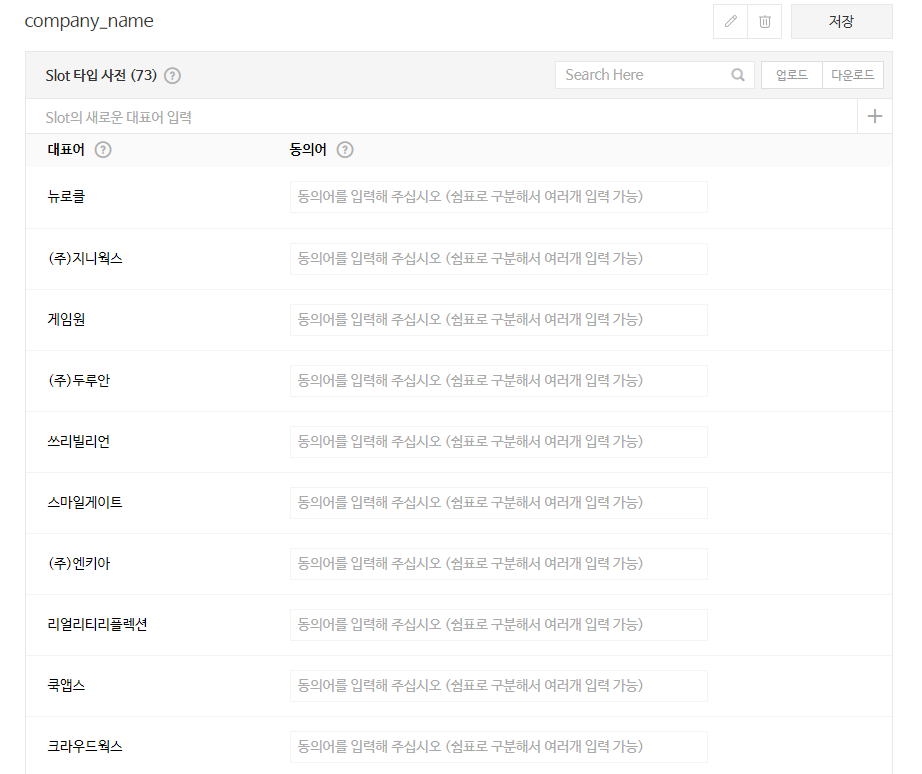 company_name
저장
Slot 타입 사전 (73) ?
Search Here
업로드 다운로드
Slot의 새로운 대표어 입력
대표어 ? 동의어 ?
뉴로클 동의어를 입력해 주십시오 (쉼표로 구분해서 여러개 입력 가능)
(주)지니웍스 동의어를 입력해 주십시오 (쉼표로 구분해서 여러개 입력 가능)
게임원 동의어를 입력해 주십시오 (쉼표로 구분해서 여러개 입력 가능)
(주)두루안 동의어를 입력해 주십시오 (쉼표로 구분해서 여러개 입력 가능)
쓰리빌리언 동의어를 입력해 주십시오 (쉼표로 구분해서 여러개 입력 가능)
스마일게이트 동의어를 입력해 주십시오 (쉼표로 구분해서 여러개 입력 가능)
(주)엔키아 동의어를 입력해 주십시오 (쉼표로 구분해서 여러개 입력 가능)
리얼리티리플렉션 동의어를 입력해 주십시오 (쉼표로 구분해서 여러개 입력 가능)
쿡앱스 동의어를 입력해 주십시오 (쉼표로 구분해서 여러개 입력 가능)
크라우드웍스 동의어를 입력해 주십시오 (쉼표로 구분해서 여러개 입력 가능)